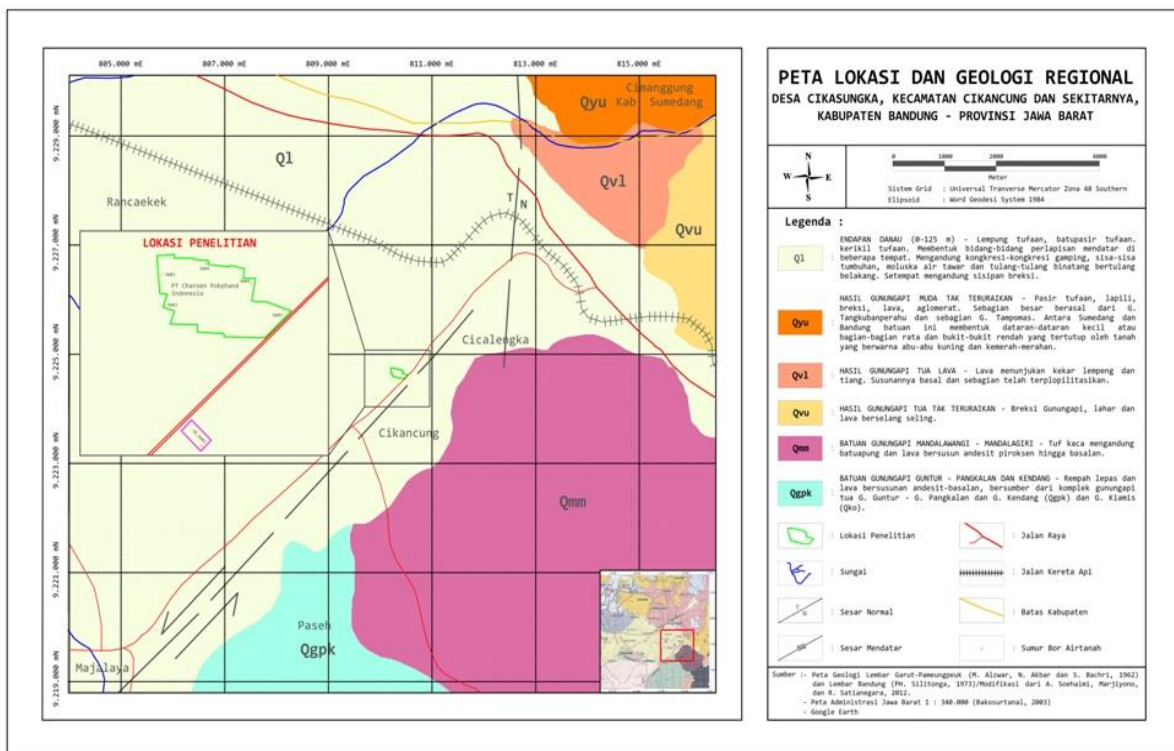 805.000 mE
807.000 mE
809.000 mE
811.000 mE
813.000 mE
815.000 mE
9.229.000 mN
9.227.000 mN
9.225.000 mN
9.223.000 mN
9.221.000 mN
9.219.000 mN
Cimanggung
Kab Sumedang
Qyu
Ql
Qvl
Rancaekek
T N
Qvu
LOKASI PENELITIAN
PT Charoen Pokphand
Indonesia
Cicalengka
Cikancung
Qmm
Paseh
Qgpk
Majalaya
PETA LOKASI DAN GEOLOGI REGIONAL
DESA CIKASUNGKA, KECAMATAN CIKANCUNG DAN SEKITARNYA,
KABUPATEN BANDUNG - PROVINSI JAWA BARAT
N
W E
S
0 1000 2000 4000
Meter
Sistem Grid : Universal Tranverse Mercator Zona 48 Southern
Elipsoid : Word Geodesi System 1984
Legenda :
Ql
ENDAPAN DANAU (0-125 m) - Lempung tufaan, batupasir tufaan.
kerikil tufaan. Membentuk bidang-bidang perlapisan mendatar di
beberapa tempat. Mengandung kongkresi-kongkresi gamping, sisa-sisa
tumbuhan, moluska air tawar dan tulang-tulang binatang bertulang
belakang. Setempat mengandung sisipan breksi.
Qyu
HASIL GUNUNGAPI MUDA TAK TERURAIKAN - Pasir tufaan, lapili,
breksi, lava, aglomerat. Sebagian besar berasal dari G.
Tangkubanperahu dan sebagian G. Tampomas. Antara Sumedang dan
Bandung batuan ini membentuk dataran-dataran kecil atau
bagian-bagian rata dan bukit-bukit rendah yang tertutup oleh tanah
yang berwarna abu-abu kuning dan kemerah-merahan.
Qvl
HASIL GUNUNGAPI TUA LAVA - Lava menunjukan kekar lempeng dan
tiang. Susunannya basal dan sebagian telah terplopilitasikan.
Qvu
HASIL GUNUNGAPI TUA TAK TERURAIKAN - Breksi Gunungapi, lahar dan
lava berselang seling.
Qmm
BATUAN GUNUNGAPI MANDALAWANGI - MANDALAGIRI - Tuf kaca mengandung
batuapung dan lava bersusun andesit piroksen hingga basalan.
Qgpk
BATUAN GUNUNGAPI GUNTUR - PANGKALAN DAN KENDANG - Rempah lepas dan
lava bersusunan andesit-basalan, bersumber dari komplek gunungapi
tua G. Guntur - G. Pangkalan dan G. Kendang (Qgpk) dan G. Kiamis
(Qko).
: Lokasi Penelitian
: Jalan Raya
: Sungai
: Jalan Kereta Api
: Sesar Normal
: Batas Kabupaten
: Sesar Mendatar
: Sumur Bor Airtanah
Sumber :- Peta Geologi Lembar Garut-Pameungpeuk (M. Alzwar, N. Akbar dan S. Bachri, 1962)
dan Lembar Bandung (PH. Silitonga, 1973)/Modifikasi dari A. Soehaimi, Marjiyono,
dan R. Setianegara, 2012.
- Peta Administrasi Jawa Barat 1 : 340.000 (Bakosurtanal, 2003)
- Google Earth